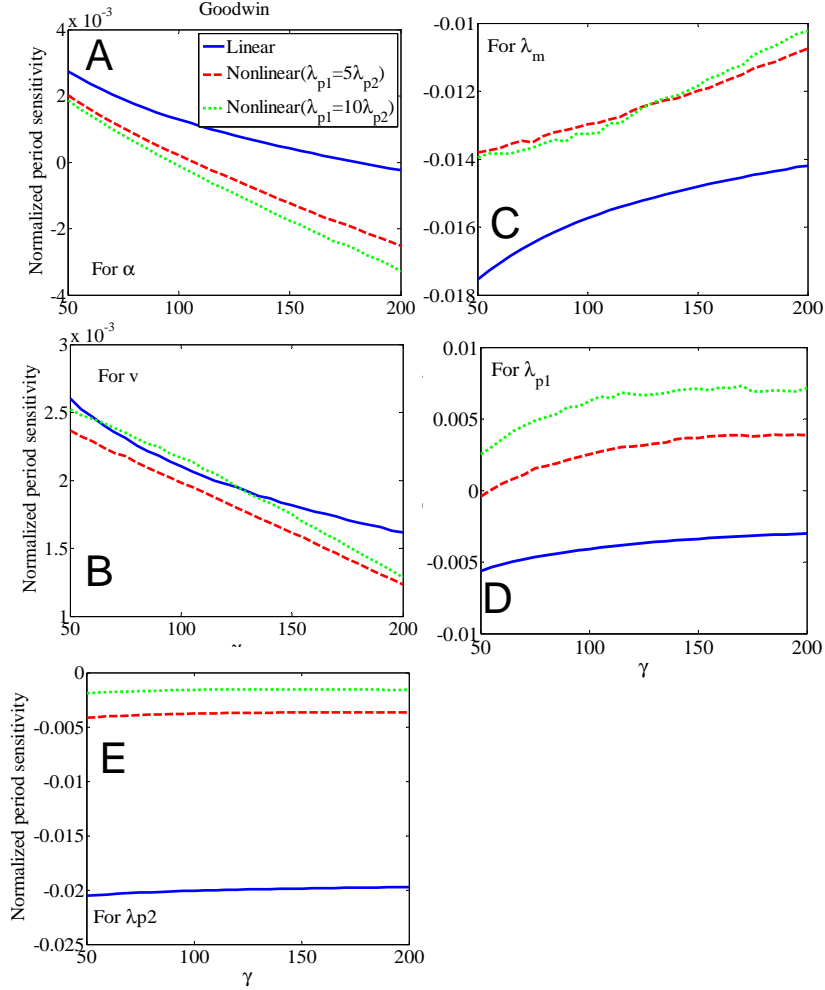 Goodwin
x 10⁻³
A
Linear
Nonlinear(λp1=5λp2)
Nonlinear(λp1=10λp2)
For α
Normalized period sensitivity
4
2
0
-2
-4
50 100 150 200
For λm
C
-0.01
-0.012
-0.014
-0.016
-0.018
50 100 150 200
x 10⁻³
For v
B
Normalized period sensitivity
3
2.5
2
1.5
1
50 100 150 200
For λp1
D
0.01
0.005
0
-0.005
-0.01
50 100 150 200
γ
E
For λp2
Normalized period sensitivity
0
-0.005
-0.01
-0.015
-0.02
-0.025
50 100 150 200
γ